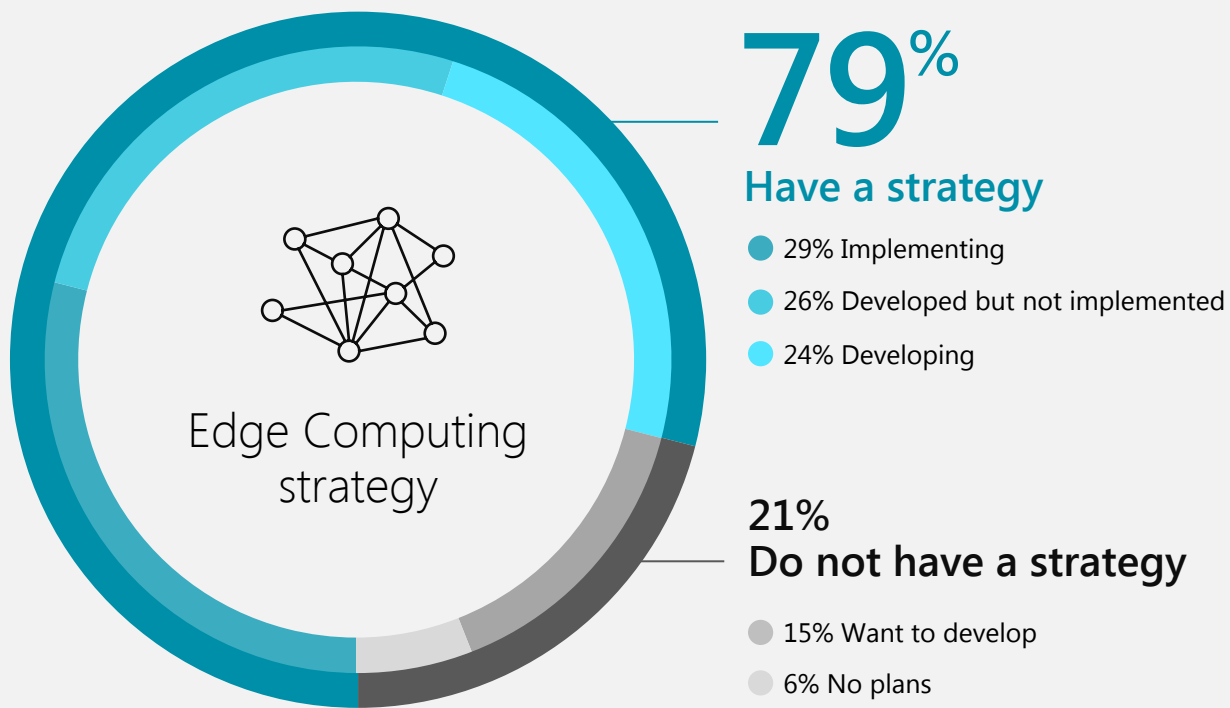 Edge Computing
strategy
79%
Have a strategy
29% Implementing
26% Developed but not implemented
24% Developing
21%
Do not have a strategy
15% Want to develop
6% No plans